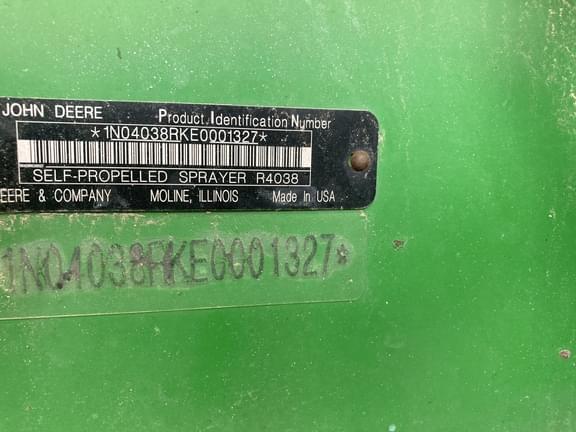 JOHN DEERE Product Identification Number
*1N04038RKE0001327*
SELF-PROPELLED SPRAYER R4038
EERE & COMPANY MOLINE, ILLINOIS Made In USA
1N04038RKE0001327*